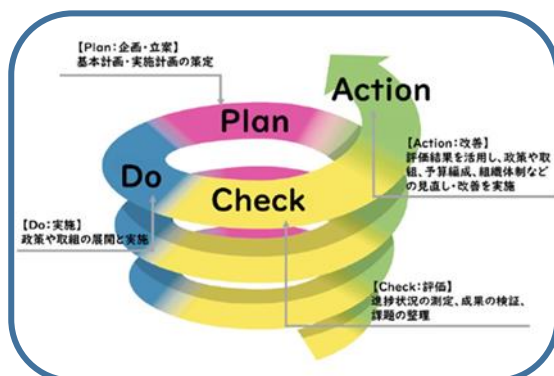 【Plan:企画・立案】
基本計画・実施計画の策定
Action
Plan
【Action:改善】
評価結果を活用し、政策や取
組、予算編成、組織体制などの
見直し・改善を実施
Do
Check
【Do:実施】
政策や取組の展開と実施
【Check:評価】
進捗状況の測定、成果の検証、
課題の整理